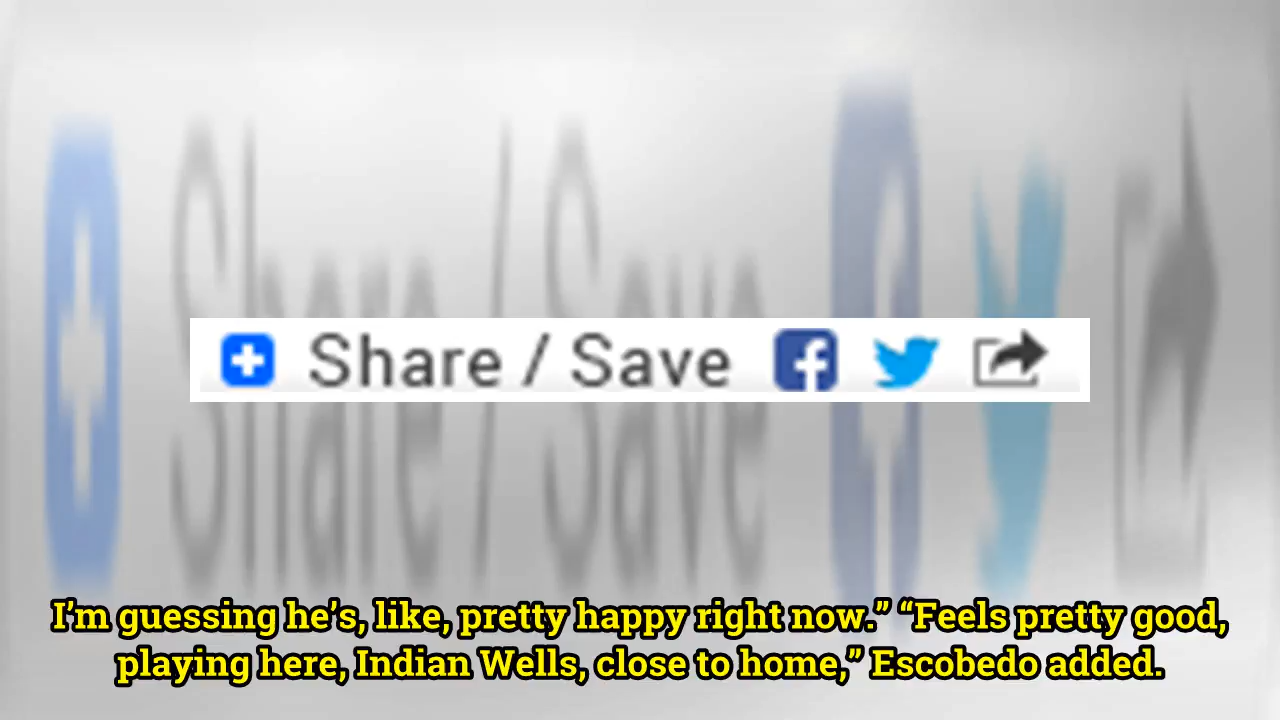 Share / Save
I’m guessing he’s, like, pretty happy right now.” “Feels pretty good,
playing here, Indian Wells, close to home,” Escobedo added.